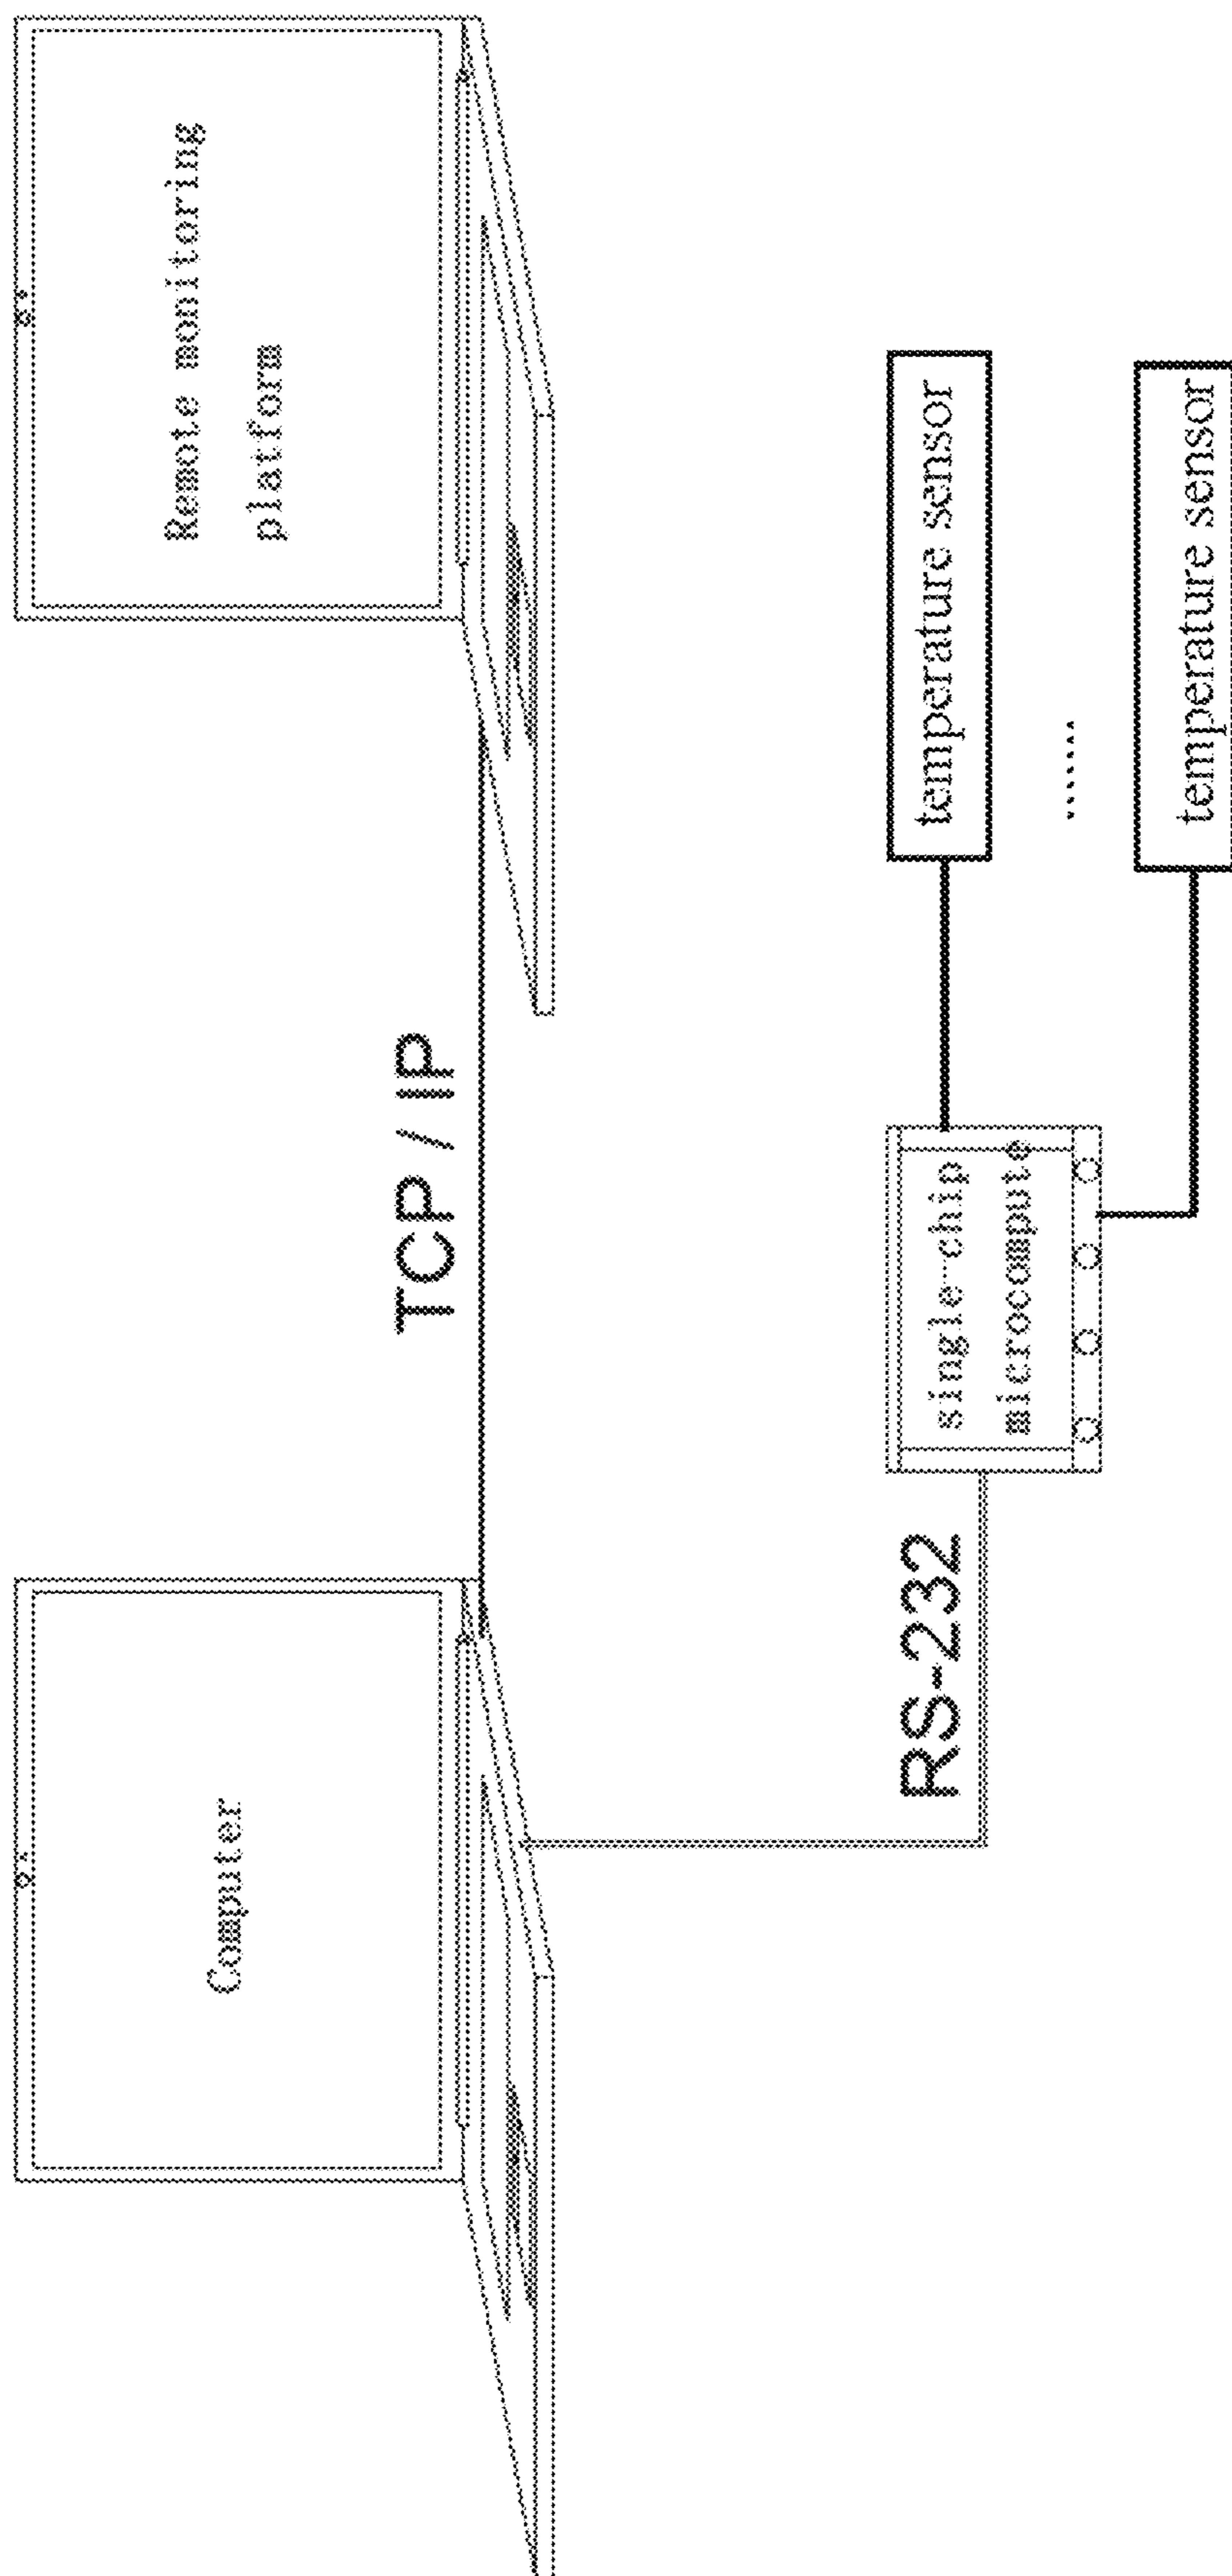 Computer
TCP / IP
Remote monitoring
platform
RS-232
single-chip
microcompute
temperature sensor
......
temperature sensor